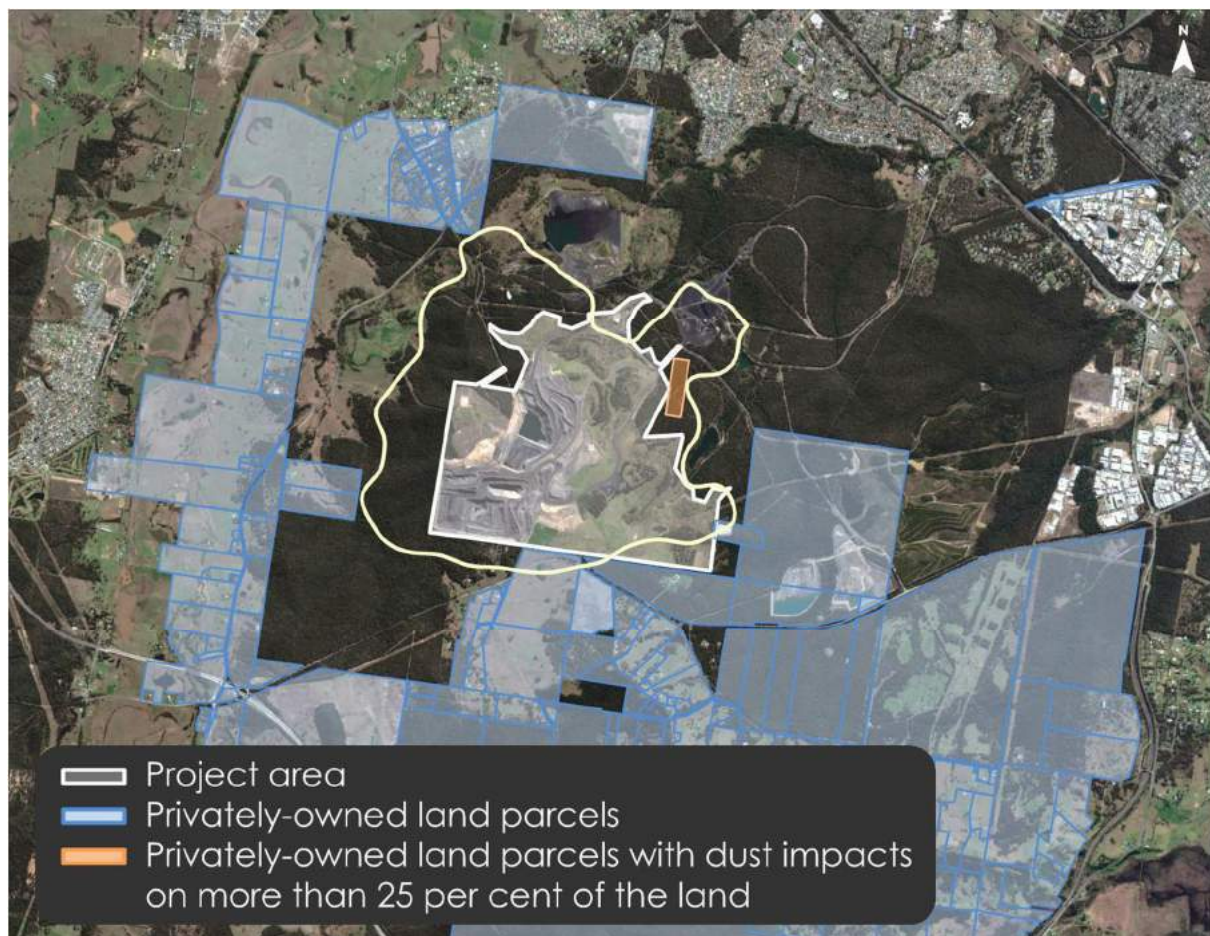 N
Project area
Privately-owned land parcels
Privately-owned land parcels with dust impacts
on more than 25 per cent of the land